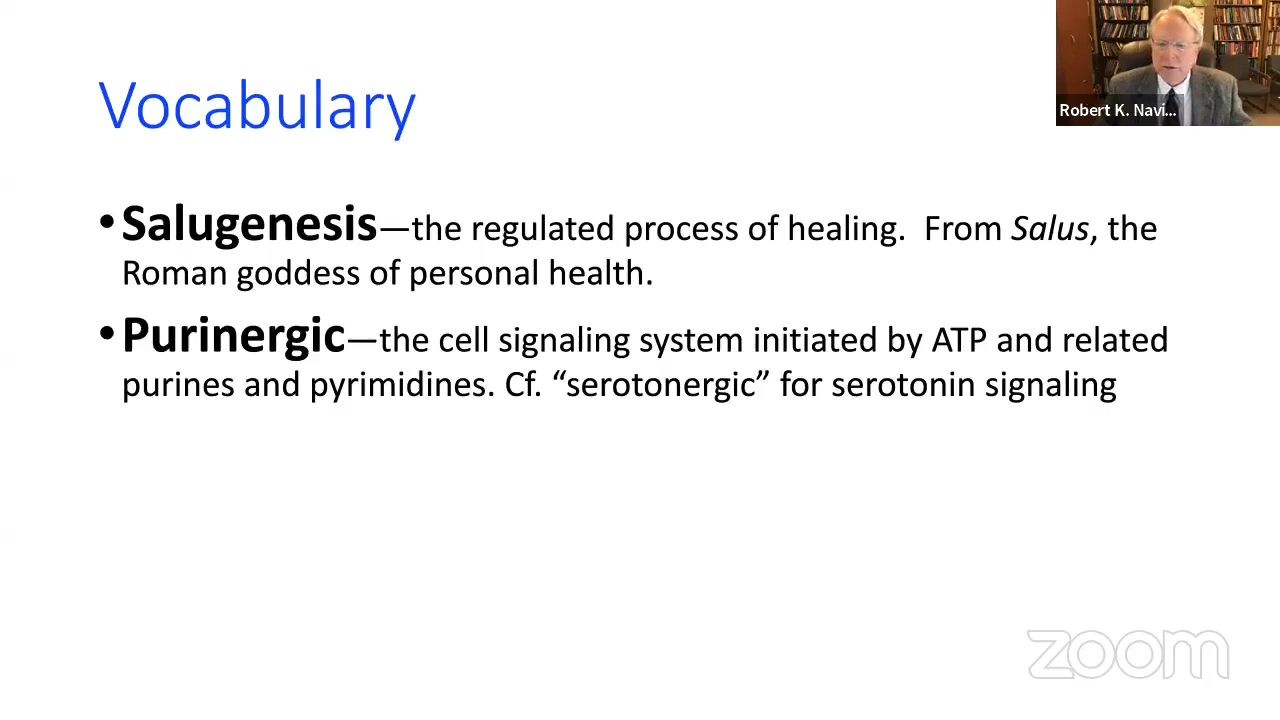 Vocabulary
Robert K. Navi...
•Salugenesis—the regulated process of healing.  From Salus, the
Roman goddess of personal health.
•Purinergic—the cell signaling system initiated by ATP and related
purines and pyrimidines. Cf. “serotonergic” for serotonin signaling
zoom